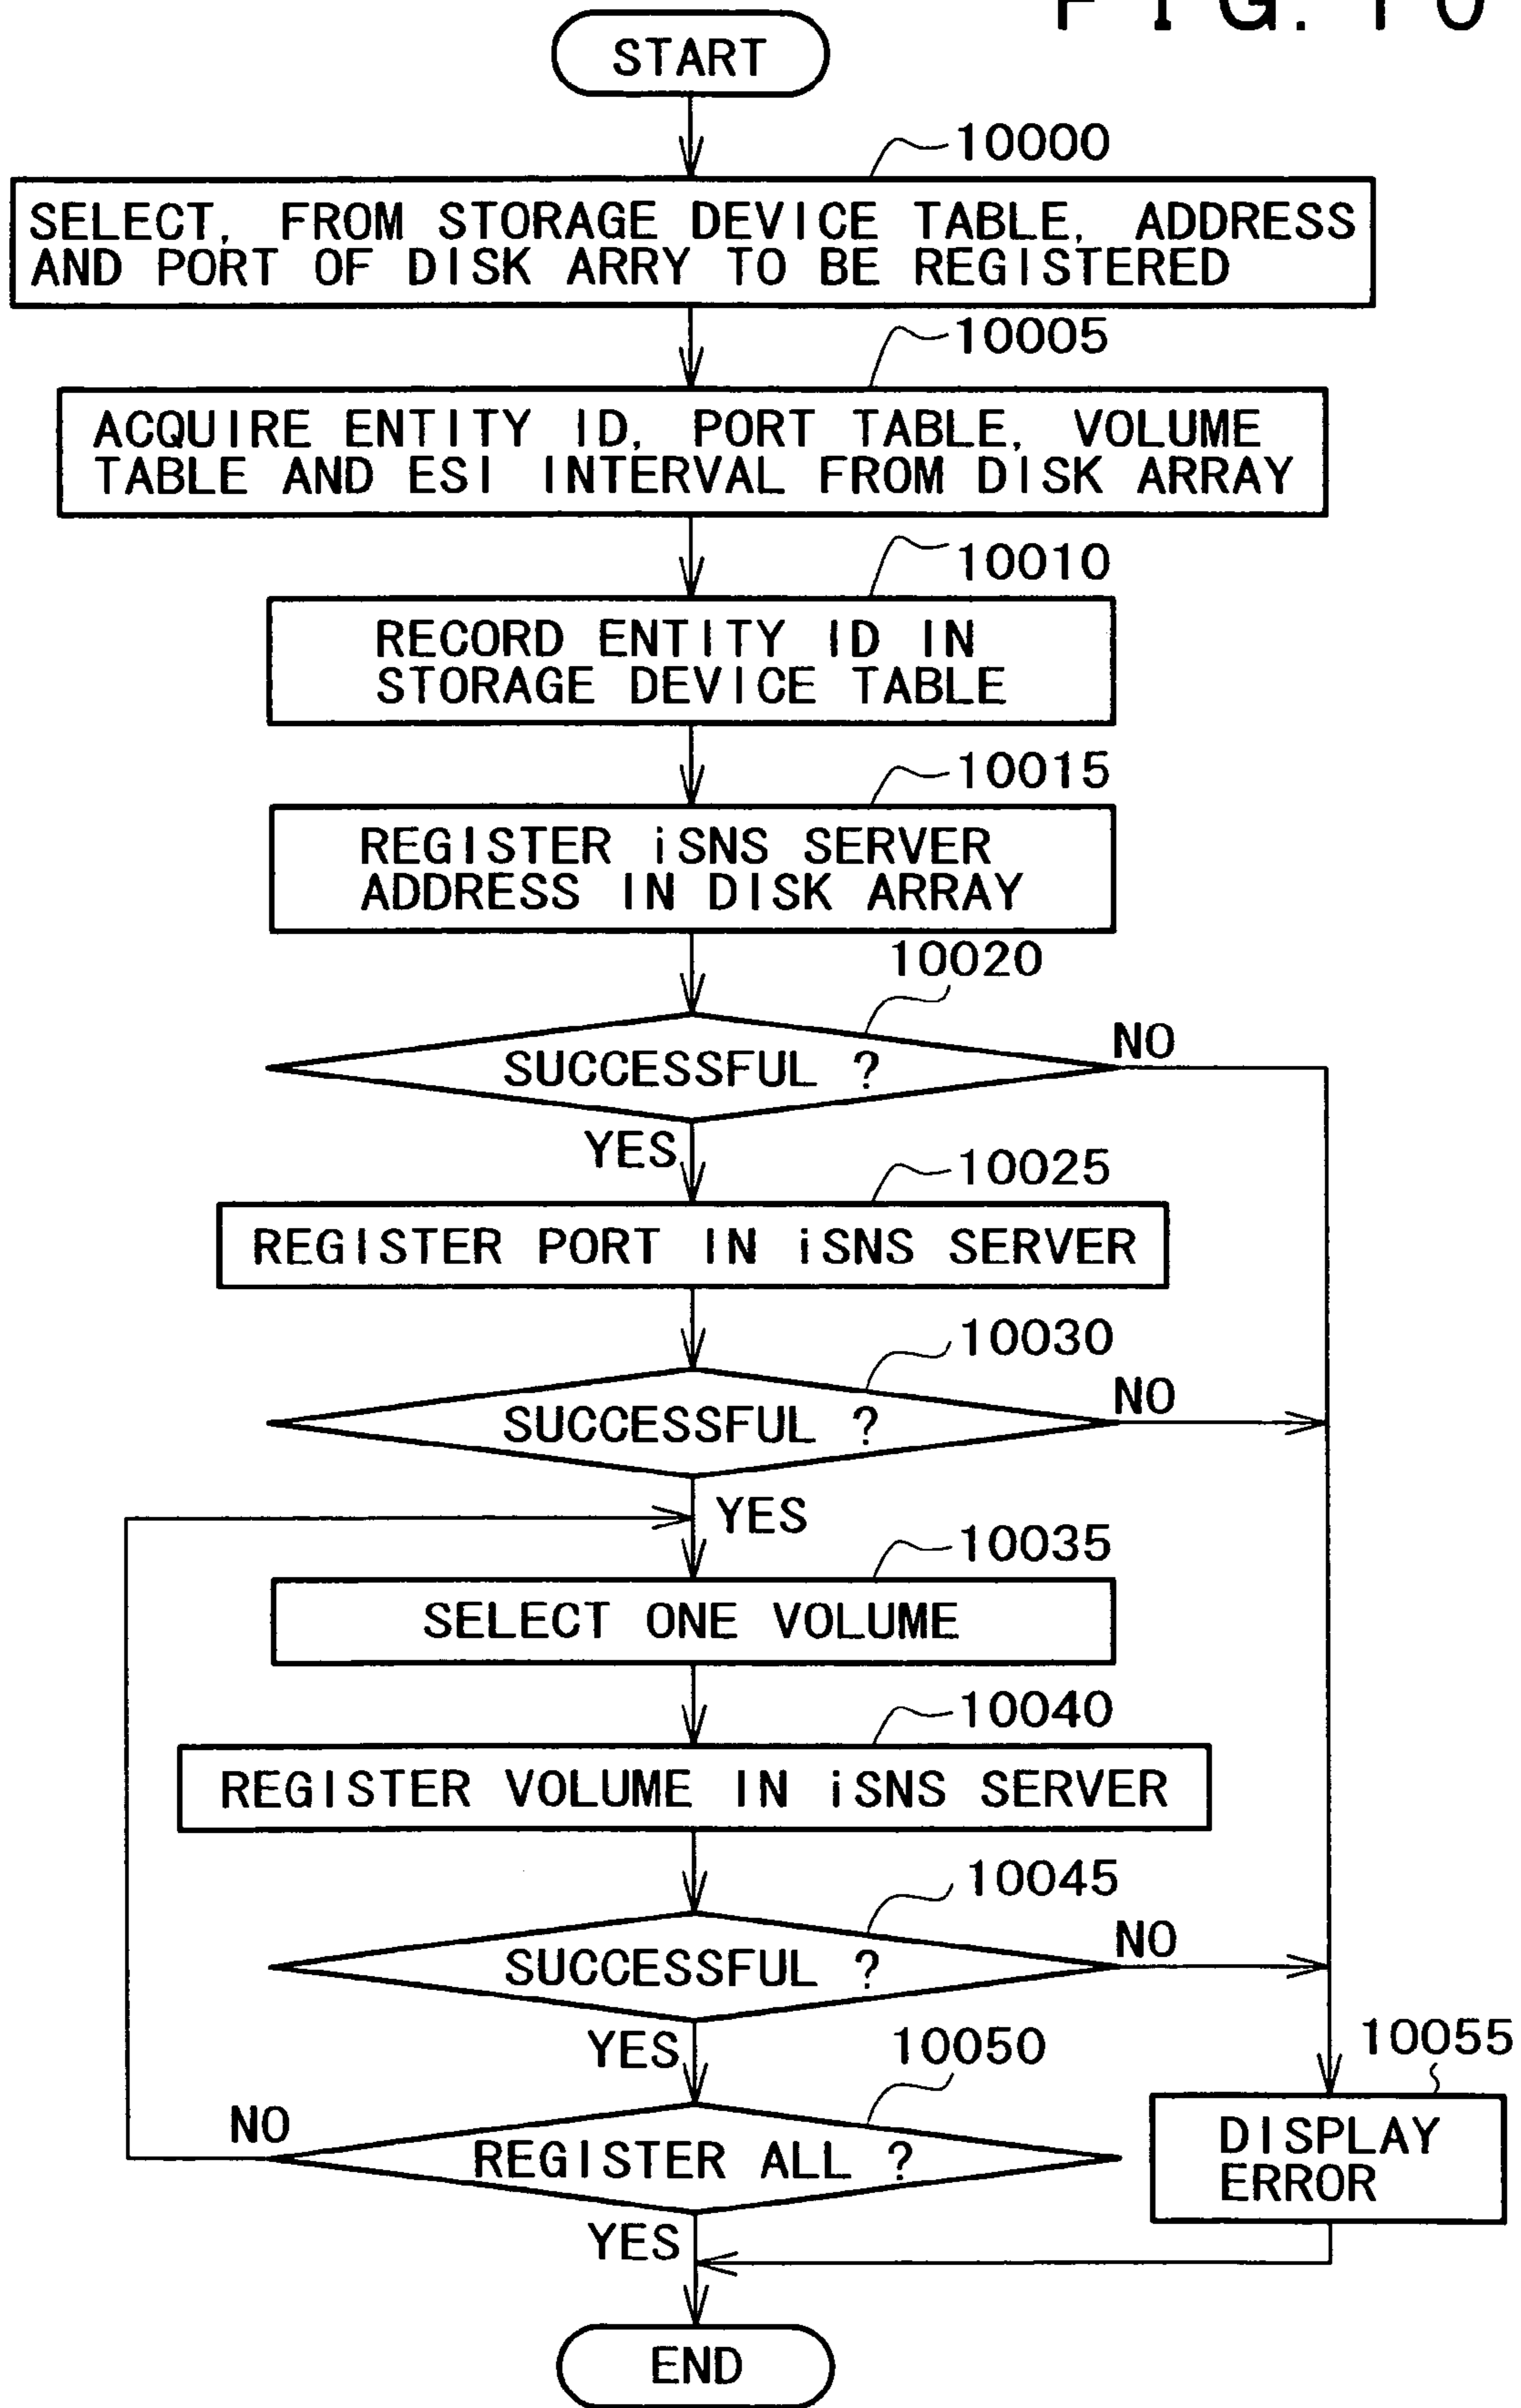 FIG. 10
START
10000
SELECT, FROM STORAGE DEVICE TABLE, ADDRESS
AND PORT OF DISK ARRY TO BE REGISTERED
10005
ACQUIRE ENTITY ID, PORT TABLE, VOLUME
TABLE AND ESI INTERVAL FROM DISK ARRAY
10010
RECORD ENTITY ID IN
STORAGE DEVICE TABLE
10015
REGISTER iSNS SERVER
ADDRESS IN DISK ARRAY
10020
SUCCESSFUL ?
NO
YES
10025
REGISTER PORT IN iSNS SERVER
10030
SUCCESSFUL ?
NO
YES
10035
SELECT ONE VOLUME
10040
REGISTER VOLUME IN iSNS SERVER
10045
SUCCESSFUL ?
NO
YES
10050
10055
NO
REGISTER ALL ?
DISPLAY
ERROR
YES
END